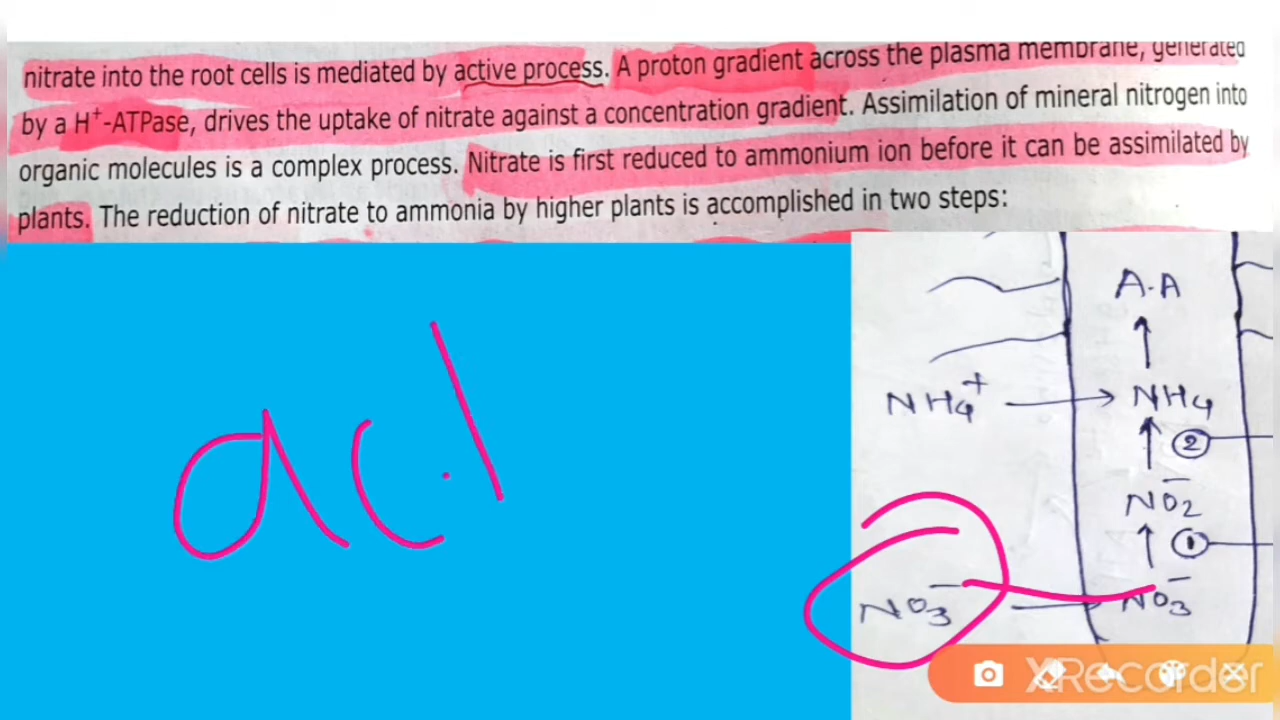 nitrate into the root cells is mediated by active process. A proton gradient across the plasma membrane, generated
by a H⁺-ATPase, drives the uptake of nitrate against a concentration gradient. Assimilation of mineral nitrogen into
organic molecules is a complex process. Nitrate is first reduced to ammonium ion before it can be assimilated by
plants. The reduction of nitrate to ammonia by higher plants is accomplished in two steps:
A.A
NH₄⁺ NH₄
②
NO₂⁻
①
NO₃⁻ NO₃⁻
ac
XRecorder